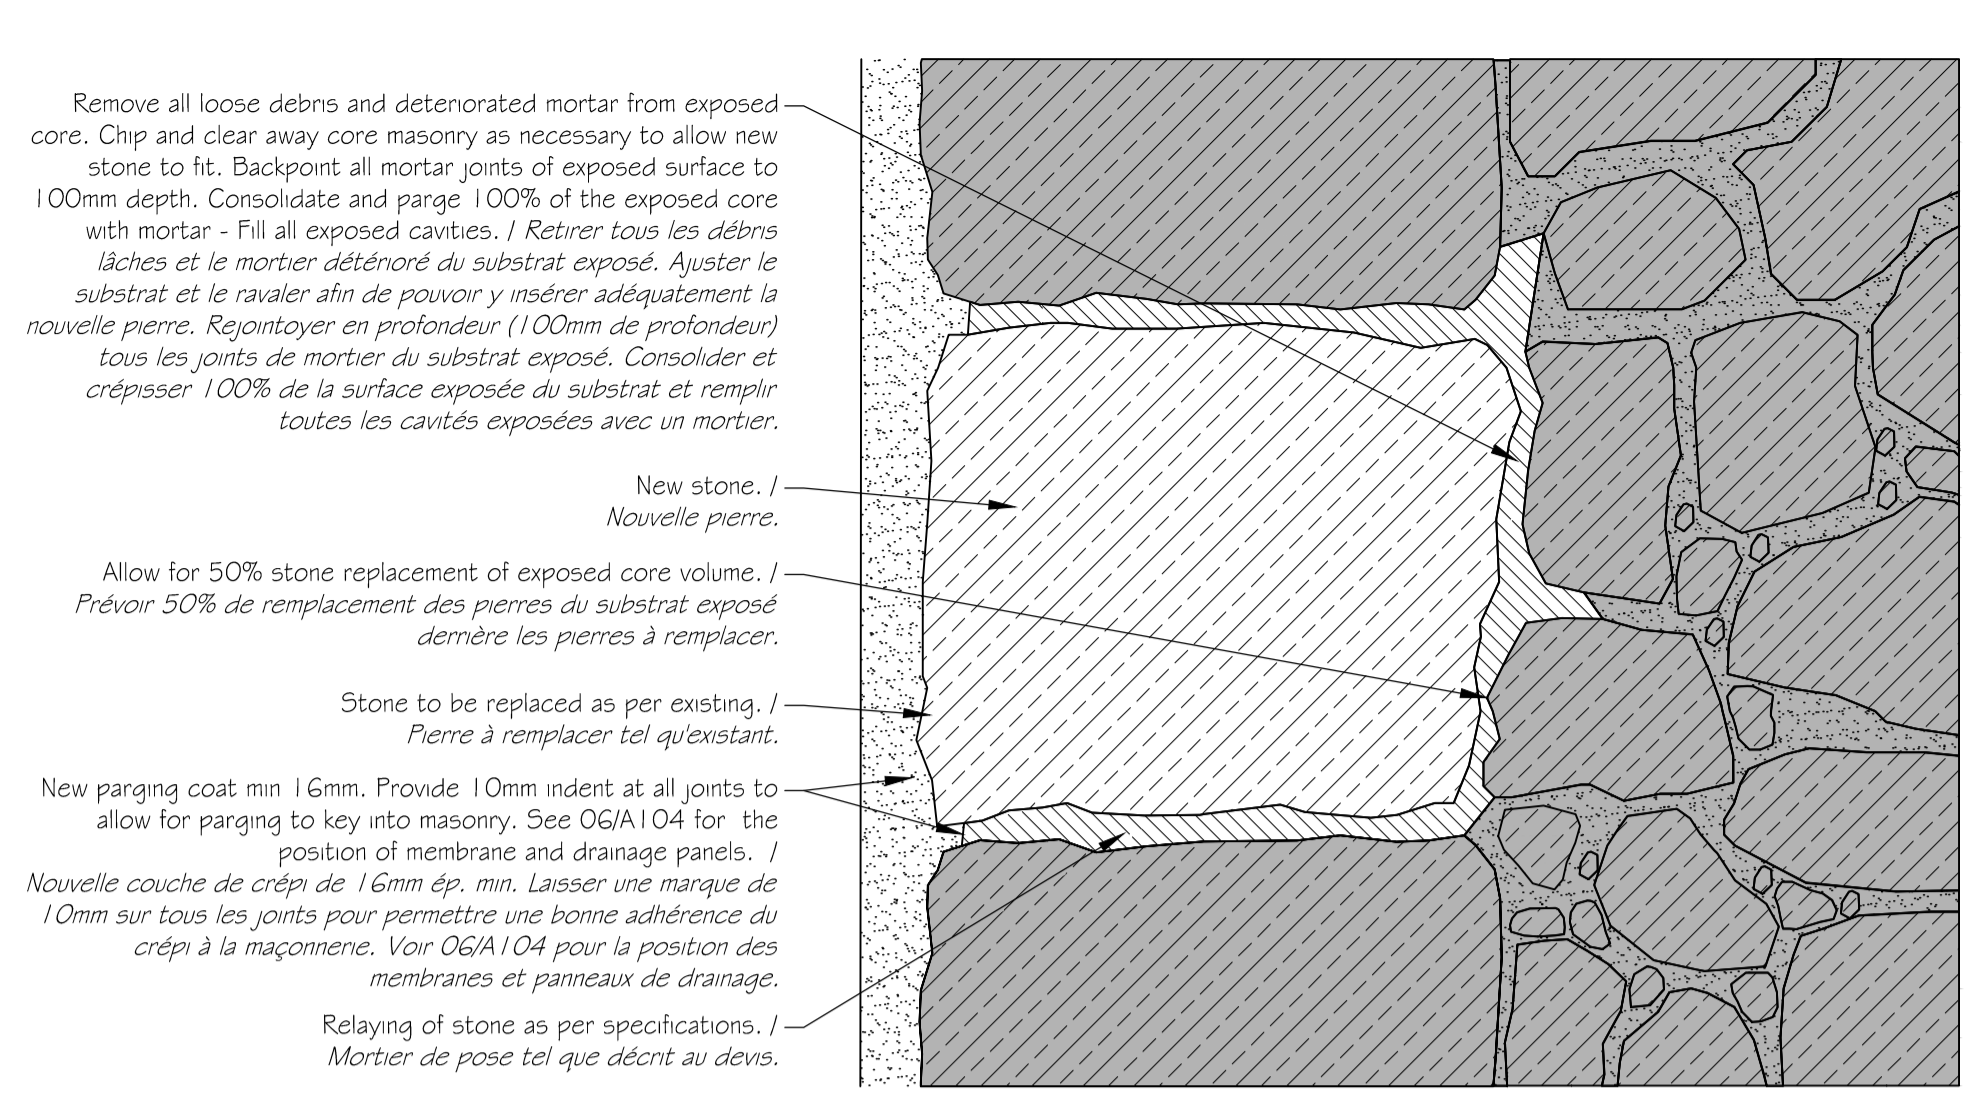 Remove all loose debris and deteriorated mortar from exposed
core. Chip and clear away core masonry as necessary to allow new
stone to fit. Backpoint all mortar joints of exposed surface to
100mm depth. Consolidate and parge 100% of the exposed core
with mortar - Fill all exposed cavities. / Retirer tous les débris
lâches et le mortier détérioré du substrat exposé. Ajuster le
substrat et le ravaler afin de pouvoir y insérer adéquatement la
nouvelle pierre. Rejointoyer en profondeur (100mm de profondeur)
tous les joints de mortier du substrat exposé. Consolider et
crépisser 100% de la surface exposée du substrat et remplir
toutes les cavités exposées avec un mortier.
New stone. /
Nouvelle pierre.
Allow for 50% stone replacement of exposed core volume. /
Prévoir 50% de remplacement des pierres du substrat exposé
derrière les pierres à remplacer.
Stone to be replaced as per existing. /
Pierre à remplacer tel qu'existant.
New parging coat min 16mm. Provide 10mm indent at all joints to
allow for parging to key into masonry. See 06/A104 for the
position of membrane and drainage panels. /
Nouvelle couche de crépi de 16mm ép. min. Laisser une marque de
10mm sur tous les joints pour permettre une bonne adhérence du
crépi à la maçonnerie. Voir 06/A104 pour la position des
membranes et panneaux de drainage.
Relaying of stone as per specifications. /
Mortier de pose tel que décrit au devis.